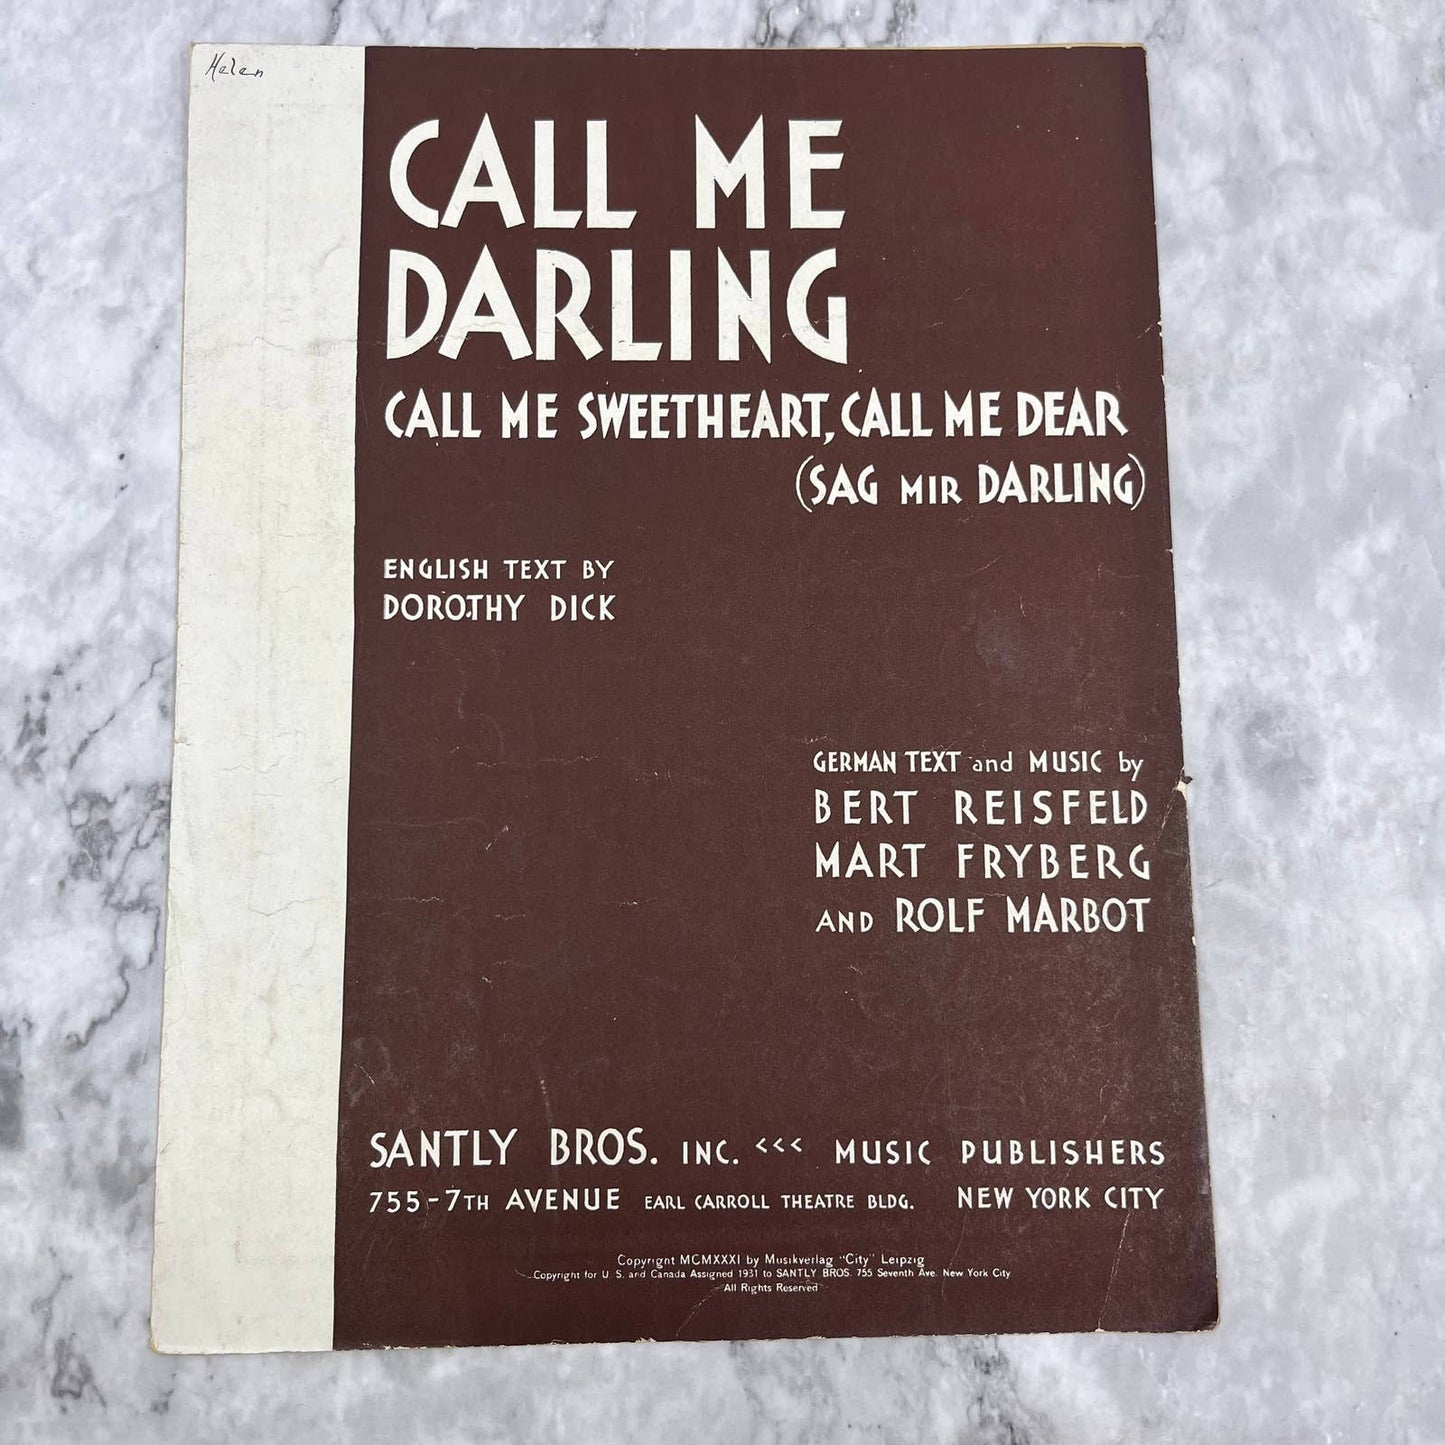 Helen
CALL ME
DARLING
CALL ME SWEETHEART, CALL ME DEAR
(SAG MIR DARLING)
ENGLISH TEXT BY
DOROTHY DICK
GERMAN TEXT and MUSIC by
BERT REISFELD
MART FRYBERG
AND ROLF MARBOT
SANTLY BROS. INC. <<< MUSIC PUBLISHERS
755-7TH AVENUE EARL CARROLL THEATRE BLDG. NEW YORK CITY
Copyright MCMXXXI by Musikverlag "City" Leipzig
Copyright for U. S. and Canada Assigned 1931 to SANTLY BROS. 755 Seventh Ave. New York City
All Rights Reserved